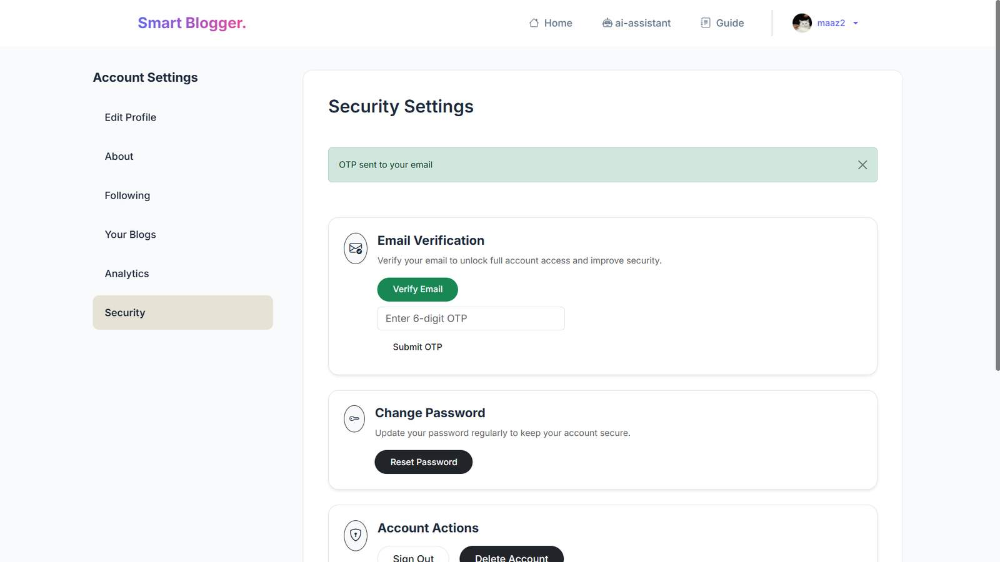 Smart Blogger.
Home
ai-assistant
Guide
maaz2
Account Settings
Edit Profile
About
Following
Your Blogs
Analytics
Security
Security Settings
OTP sent to your email
Email Verification
Verify your email to unlock full account access and improve security.
Verify Email
Enter 6-digit OTP
Submit OTP
Change Password
Update your password regularly to keep your account secure.
Reset Password
Account Actions
Sign Out
Delete Account